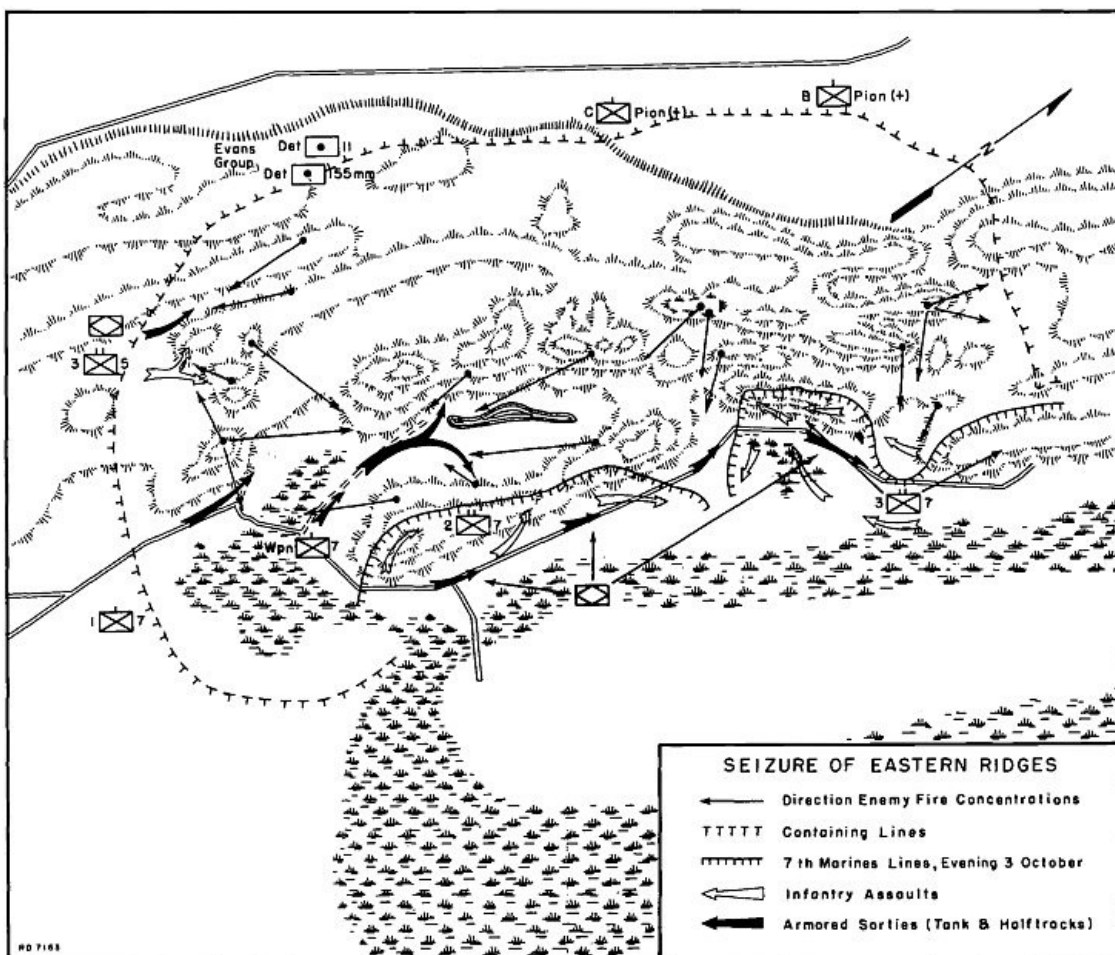 B Pion (+)
C Pion (+)
Evans Det 11
Group
Det 155mm
N
3 5
2 7
3 7
Wpn 7
1 7
SEIZURE OF EASTERN RIDGES
Direction Enemy Fire Concentrations
Containing Lines
7th Marines Lines, Evening 3 October
Infantry Assaults
Armored Sorties (Tank & Halftracks)
RD 7165